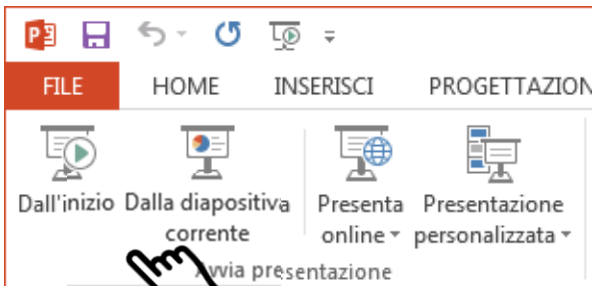 FILE HOME INSERISCI PROGETTAZION
Dall'inizio Dalla diapositiva Presenta Presentazione
corrente online personalizzata
Avvia presentazione